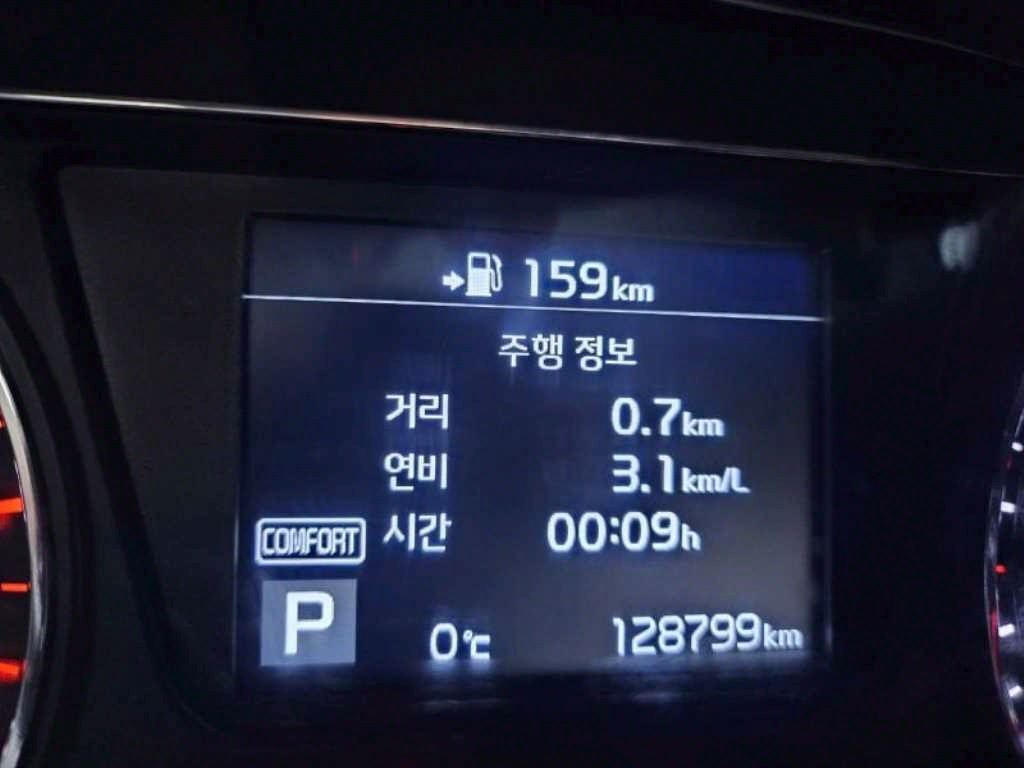 159km
주행 정보
거리 0.7km
연비 3.1km/L
시간 00:09h
COMFORT
P
0℃ 128799km